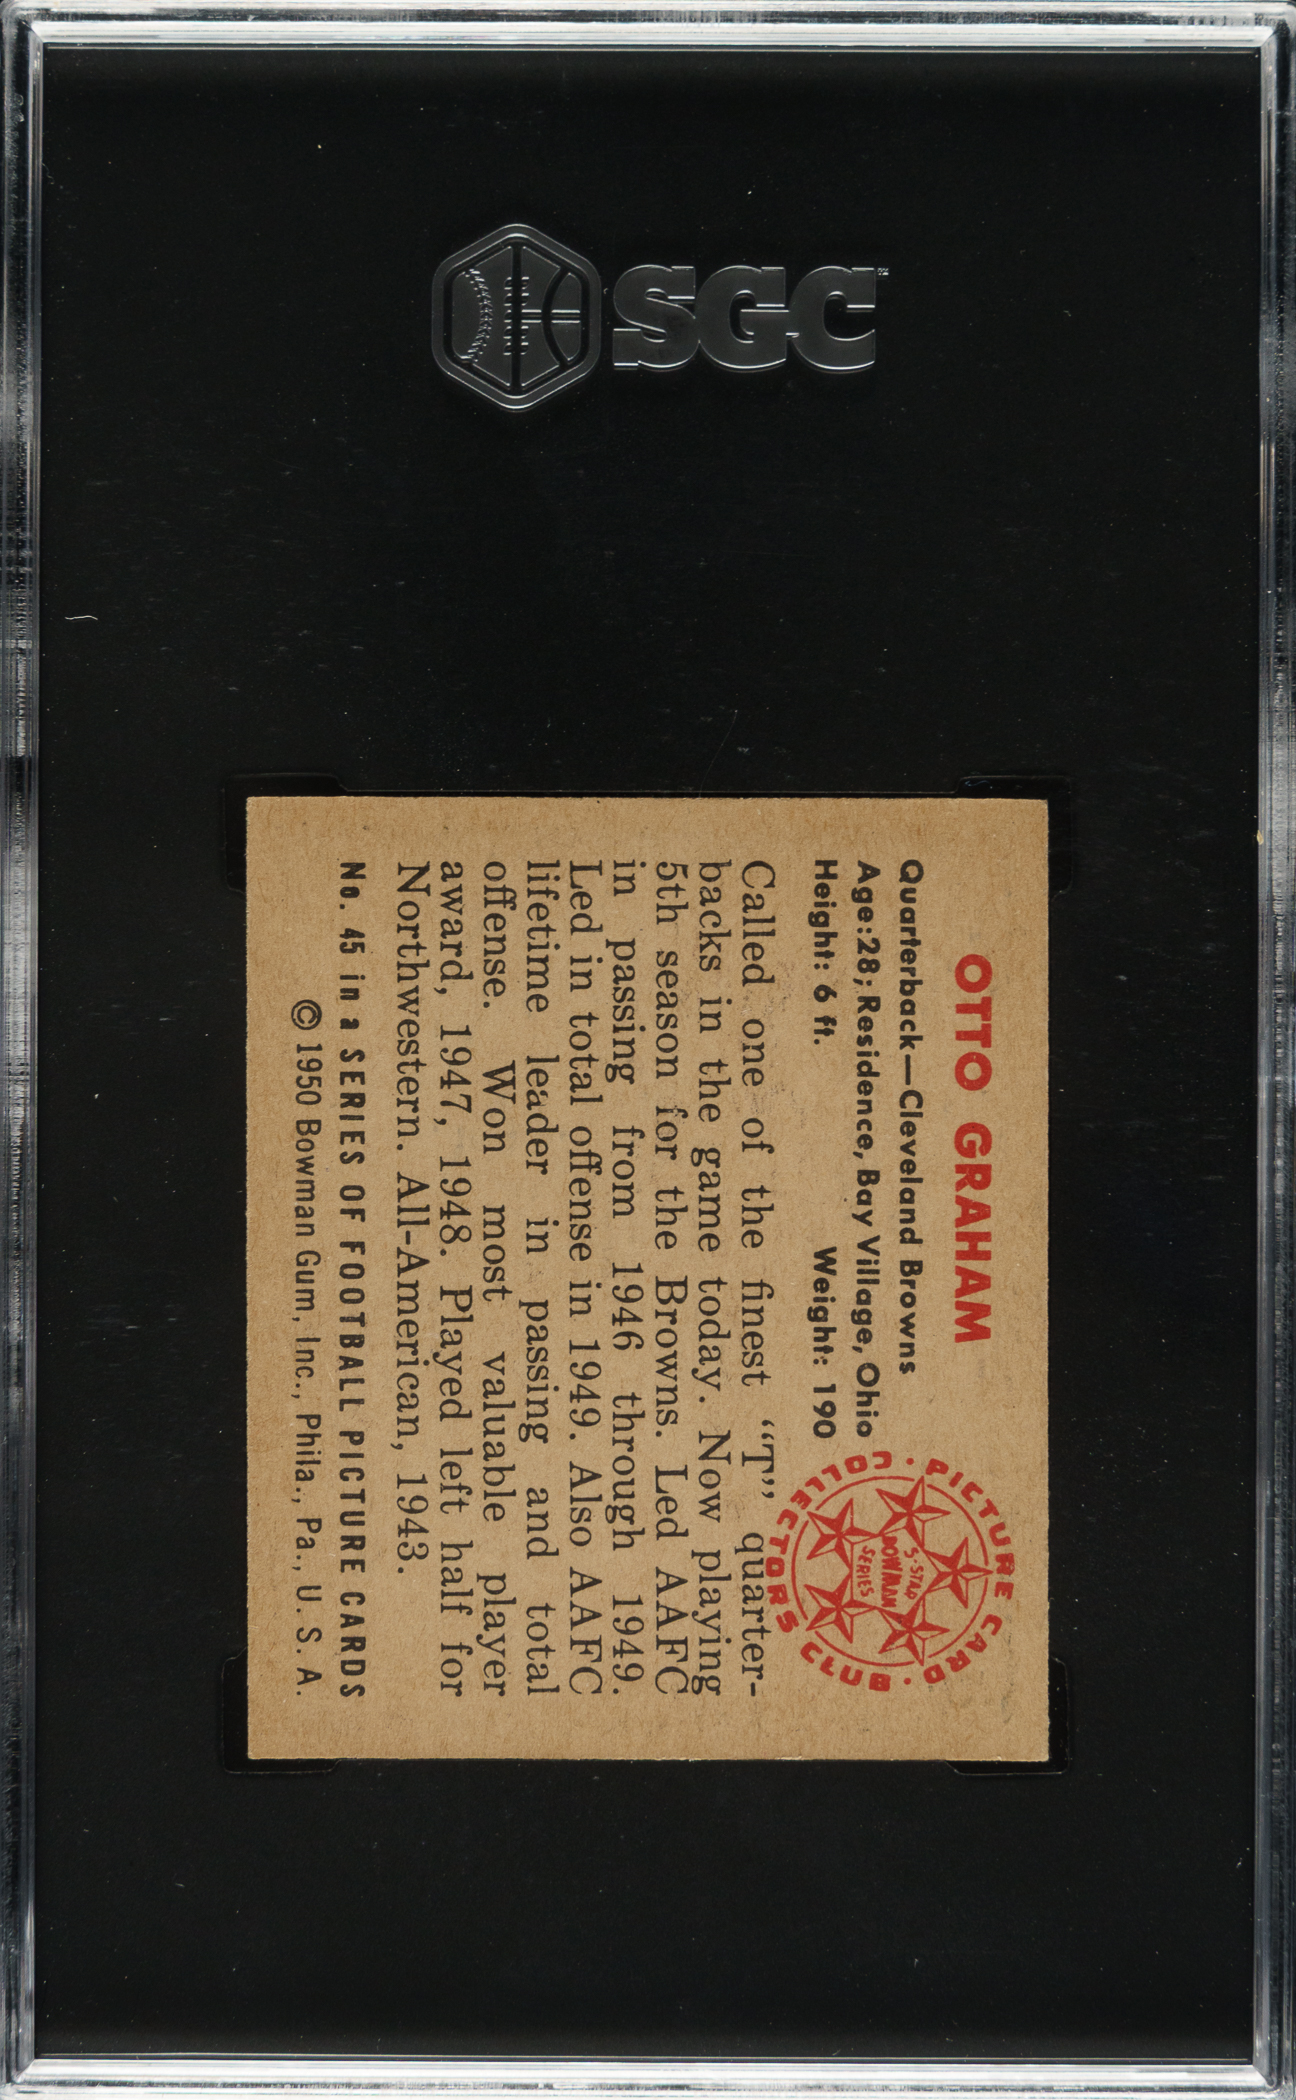 SGC
OTTO GRAHAM
Quarterback—Cleveland Browns
Age:28; Residence, Bay Village, Ohio
Height: 6 ft. Weight: 190
PICTURE CARD COLLECTORS CLUB
5-STAR
BOWMAN
SERIES
Called one of the finest “T” quarter-
backs in the game today. Now playing
5th season for the Browns. Led AAFC
in passing from 1946 through 1949.
Led in total offense in 1949. Also AAFC
lifetime leader in passing and total
offense. Won most valuable player
award, 1947, 1948. Played left half for
Northwestern. All-American, 1943.
No. 45 in a SERIES OF FOOTBALL PICTURE CARDS
© 1950 Bowman Gum, Inc., Phila., Pa., U. S. A.